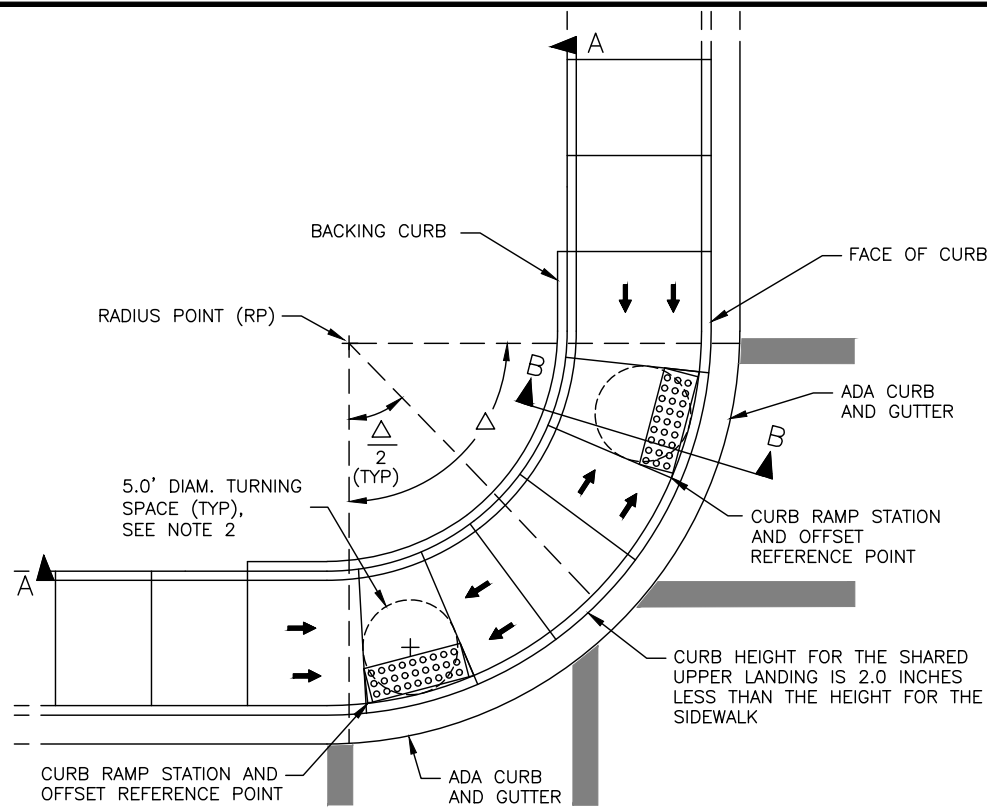 A
BACKING CURB
FACE OF CURB
RADIUS POINT (RP)
B
ADA CURB
AND GUTTER
△
△
2
(TYP)
B
5.0' DIAM. TURNING
SPACE (TYP),
SEE NOTE 2
CURB RAMP STATION
AND OFFSET
REFERENCE POINT
A
CURB HEIGHT FOR THE SHARED
UPPER LANDING IS 2.0 INCHES
LESS THAN THE HEIGHT FOR THE
SIDEWALK
CURB RAMP STATION AND
OFFSET REFERENCE POINT
ADA CURB
AND GUTTER